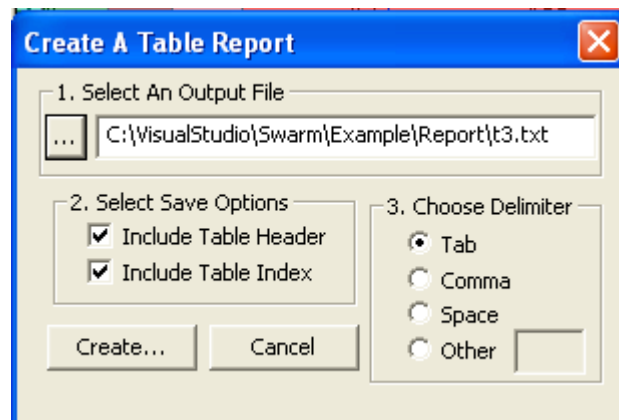 Create A Table Report
1. Select An Output File
... C:\VisualStudio\Swarm\Example\Report\t3.txt
2. Select Save Options
Include Table Header
Include Table Index
3. Choose Delimiter
Tab
Comma
Space
Other
Create... Cancel